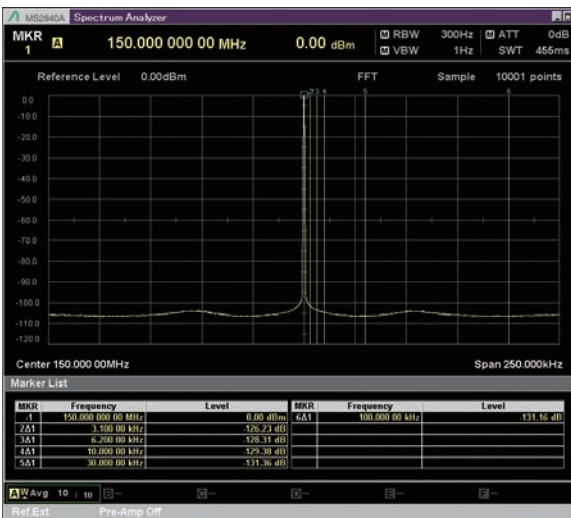 MS2840A Spectrum Analyzer
MKR 1 A 150.000 000 00 MHz 0.00 dBm
M RBW 300Hz M ATT 0dB
M VBW 1Hz SWT 455ms
Reference Level 0.00dBm FFT Sample 10001 points
2 3 4 5 6
0.0
-10.0
-20.0
-30.0
-40.0
-50.0
-60.0
-70.0
-80.0
-90.0
-100.0
-110.0
-120.0
Center 150.000 00MHz Span 250.000kHz
Marker List
MKR Frequency Level MKR Frequency Level
1 150.000 000 00 MHz 0.00 dBm 6Δ1 100.000 00 kHz -131.16 dB
2Δ1 3.100 00 kHz -126.23 dB
3Δ1 6.200 00 kHz -128.31 dB
4Δ1 10.000 00 kHz -129.38 dB
5Δ1 30.000 00 kHz -131.36 dB
A W Avg 10 / 10 B -- C -- D -- E -- F --
Ref.Ext Pre-Amp Off